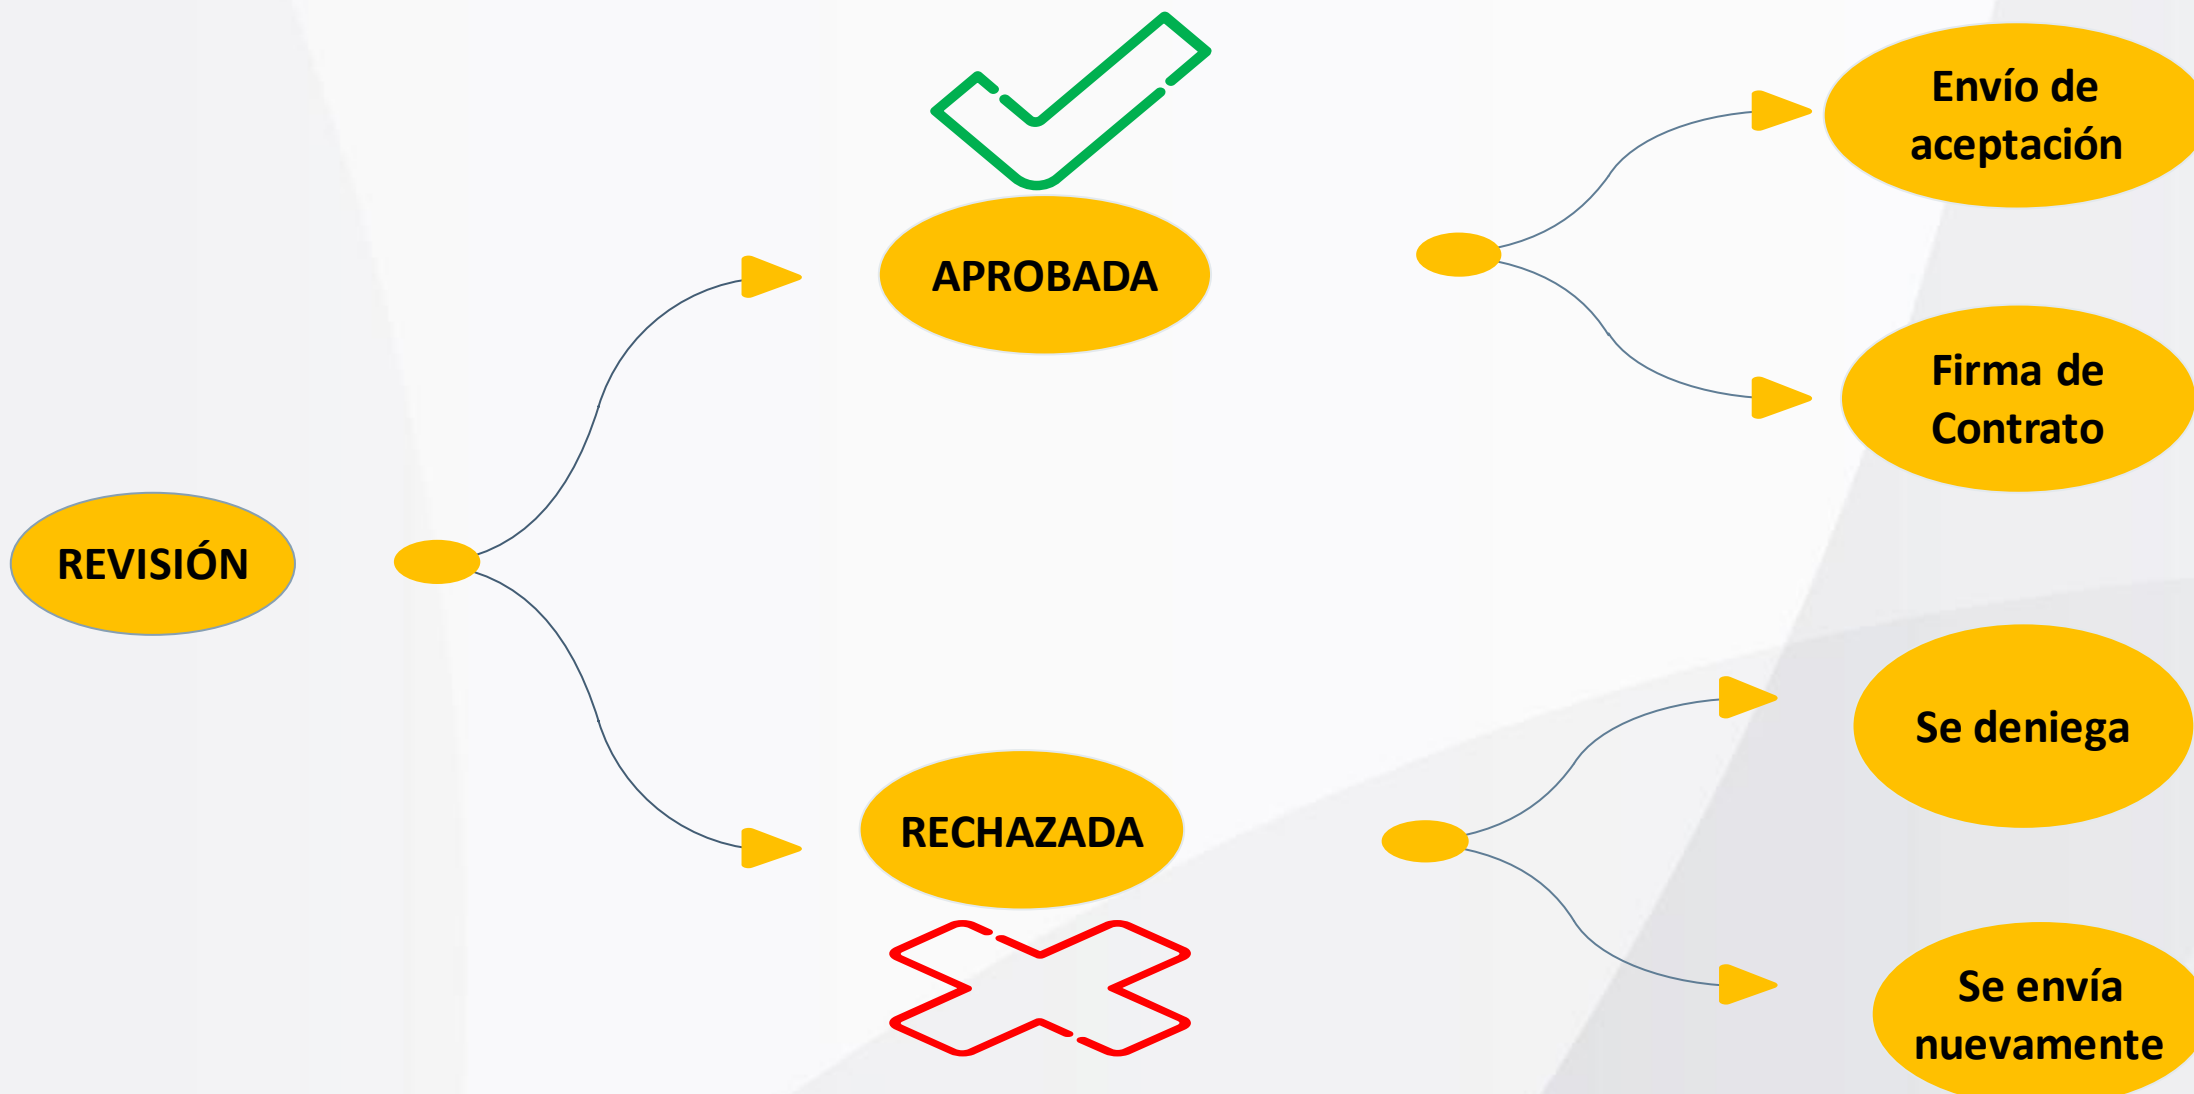 REVISIÓN
APROBADA
Envío de
aceptación
Firma de
Contrato
RECHAZADA
Se deniega
Se envía
nuevamente